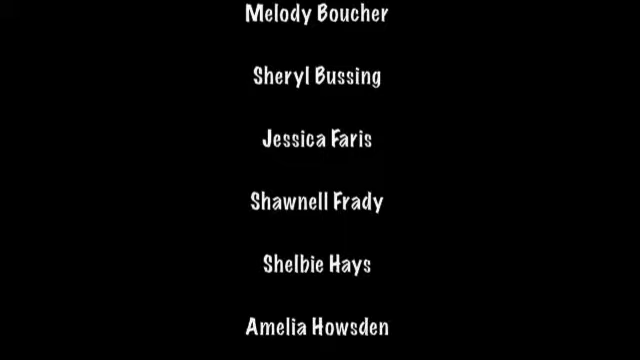 Melody Boucher
Sheryl Bussing
Jessica Faris
Shawnell Frady
Shelbie Hays
Amelia Howsden